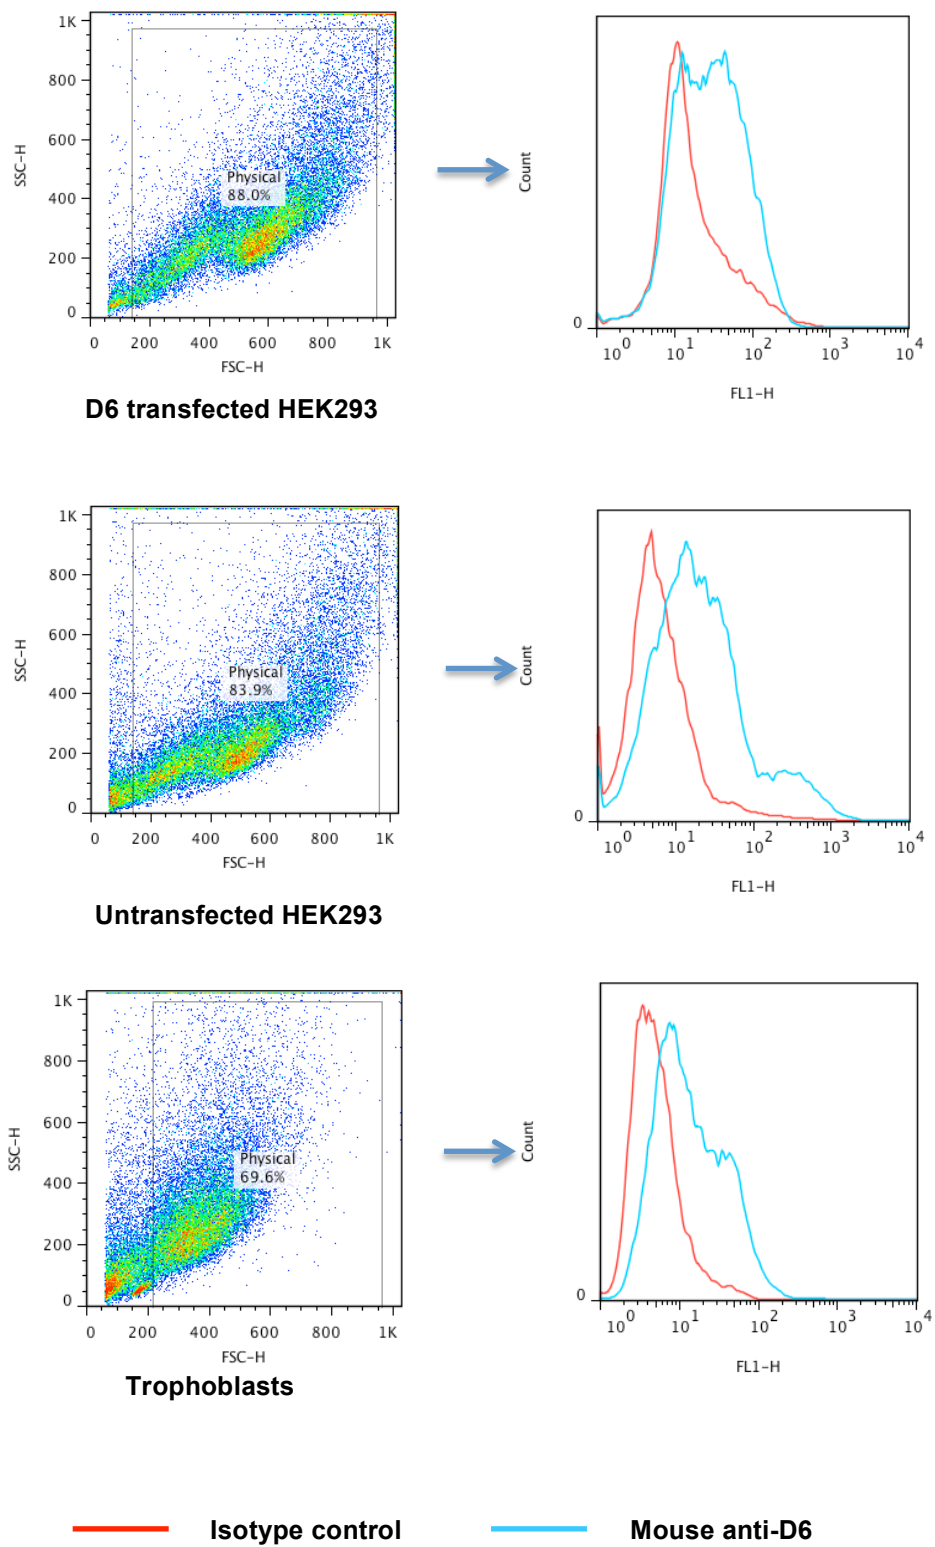 1K
800
600
400
200
0
SSC-H
Physical
88.0%
0 200 400 600 800 1K
FSC-H
Count
0
10^0 10^1 10^2 10^3 10^4
FL1-H
D6 transfected HEK293
1K
800
600
400
200
0
SSC-H
Physical
83.9%
0 200 400 600 800 1K
FSC-H
Count
0
10^0 10^1 10^2 10^3 10^4
FL1-H
Untransfected HEK293
1K
800
600
400
200
0
SSC-H
Physical
69.6%
0 200 400 600 800 1K
FSC-H
Count
0
10^0 10^1 10^2 10^3 10^4
FL1-H
Trophoblasts
Isotype control
Mouse anti-D6